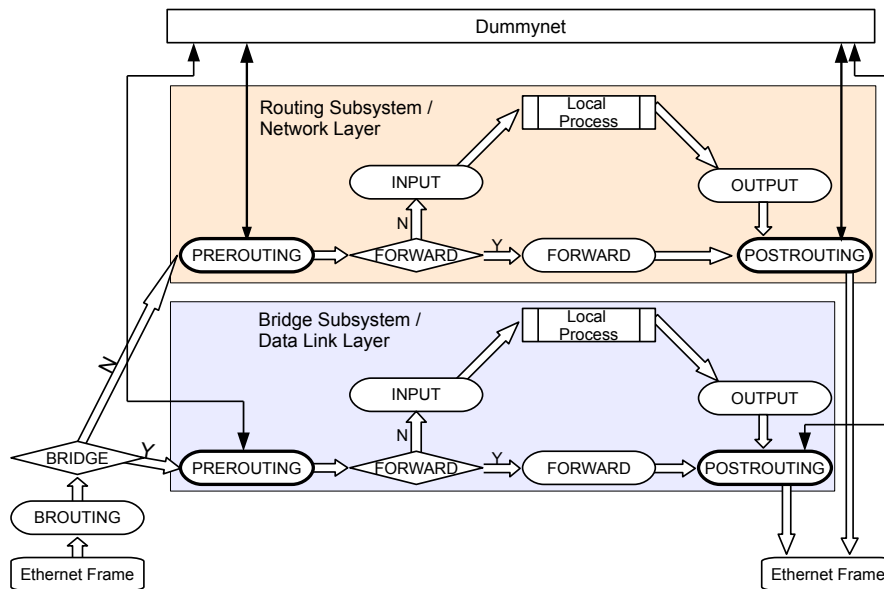 Dummynet
Routing Subsystem /
Network Layer
Local
Process
INPUT
OUTPUT
N
Y
PREROUTING
FORWARD
FORWARD
POSTROUTING
N
Bridge Subsystem /
Data Link Layer
Local
Process
INPUT
OUTPUT
N
Y
BRIDGE
Y
PREROUTING
FORWARD
FORWARD
POSTROUTING
BROUTING
Ethernet Frame
Ethernet Frame